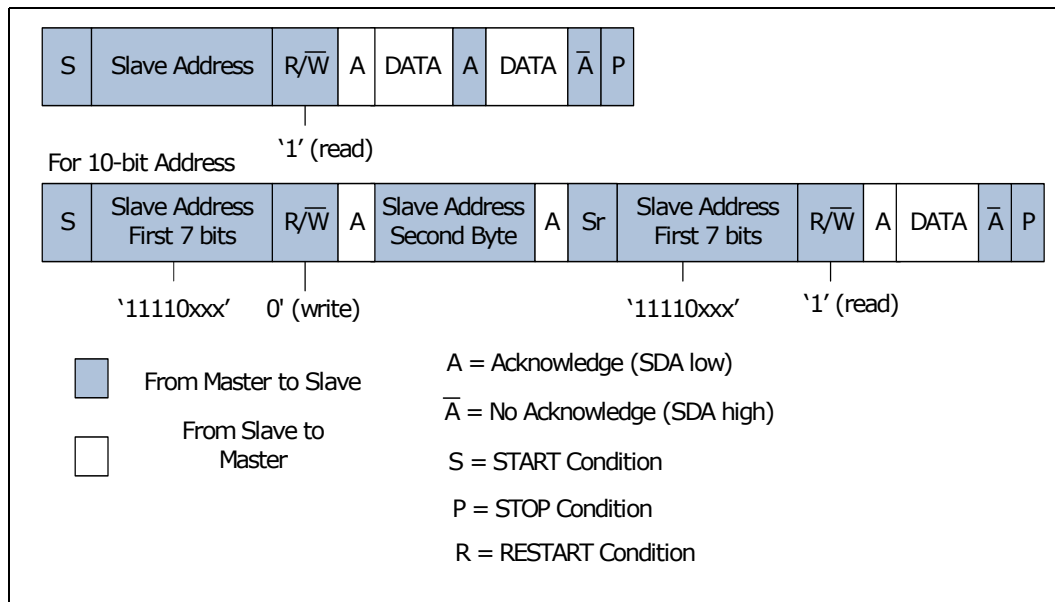 S Slave Address R/W̅ A DATA A DATA A̅ P
‘1’ (read)
For 10-bit Address
S Slave Address First 7 bits R/W̅ A Slave Address Second Byte A Sr Slave Address First 7 bits R/W̅ A DATA A̅ P
‘11110xxx’ 0' (write) ‘11110xxx’ ‘1’ (read)
From Master to Slave
From Slave to
Master
A = Acknowledge (SDA low)
A̅ = No Acknowledge (SDA high)
S = START Condition
P = STOP Condition
R = RESTART Condition